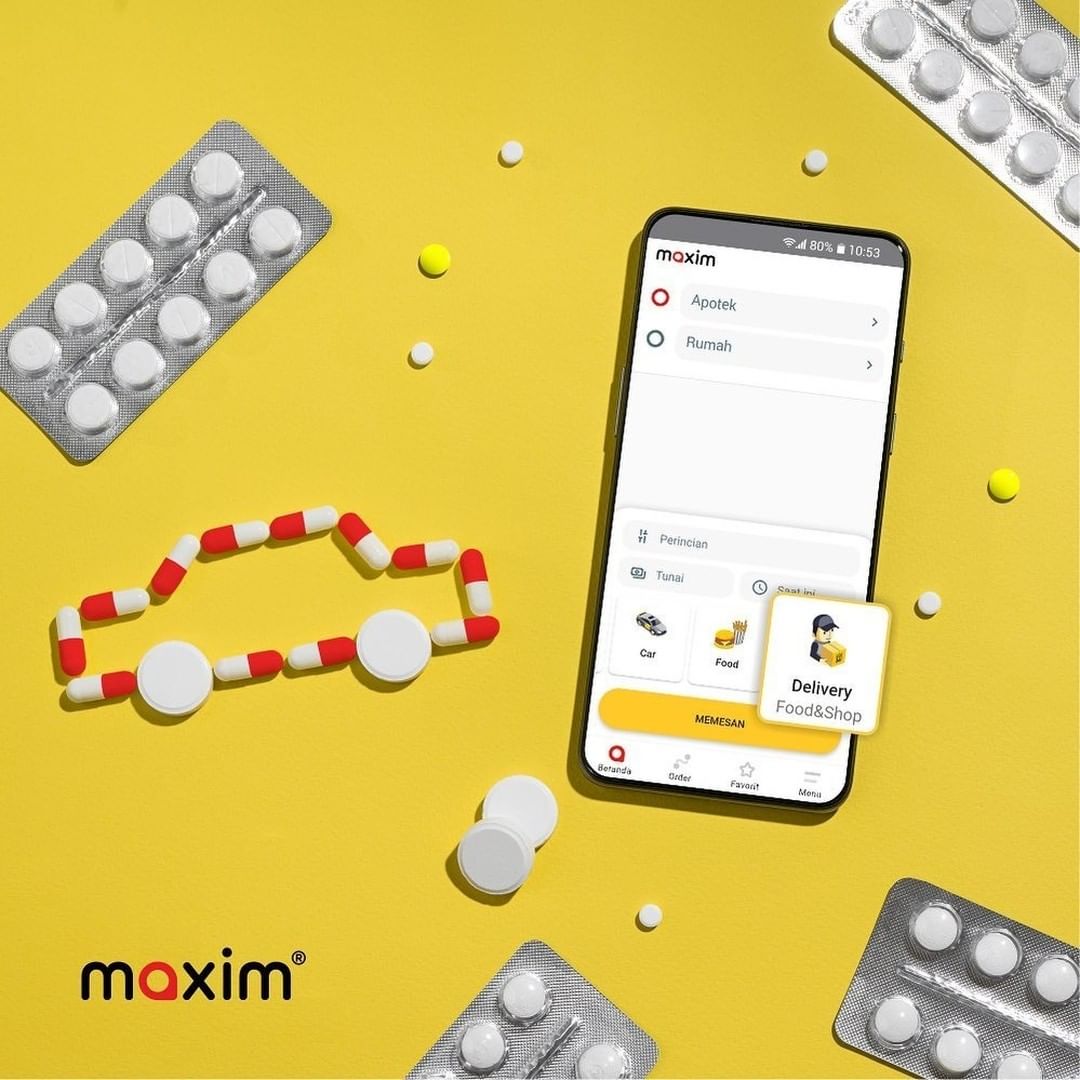 80% 10:53
maxim
Apotek
Rumah
Perincian
Tunai
Saat ini
Car
Food
Delivery
Food&Shop
MEMESAN
Beranda
Order
Favorit
Menu
maxim®